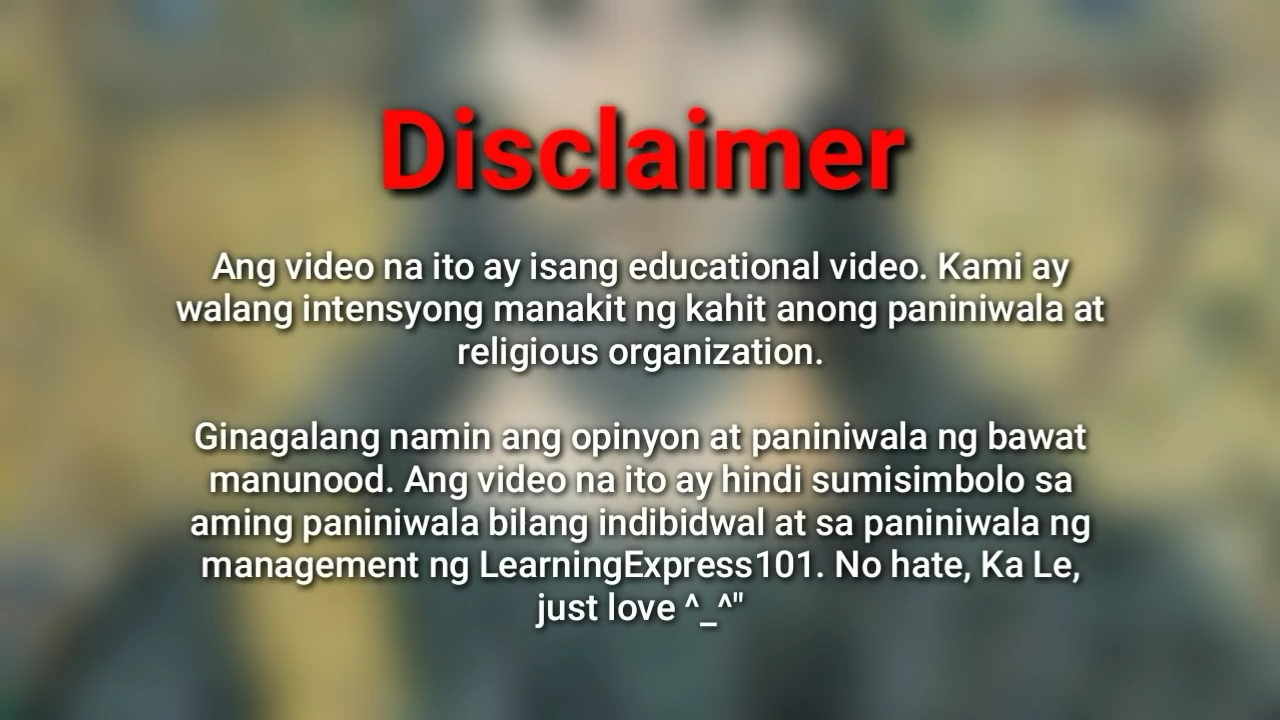 Disclaimer
Ang video na ito ay isang educational video. Kami ay
walang intensyong manakit ng kahit anong paniniwala at
religious organization.
Ginagalang namin ang opinyon at paniniwala ng bawat
manunood. Ang video na ito ay hindi sumisimbolo sa
aming paniniwala bilang indibidwal at sa paniniwala ng
management ng LearningExpress101. No hate, Ka Le,
just love ^_^"